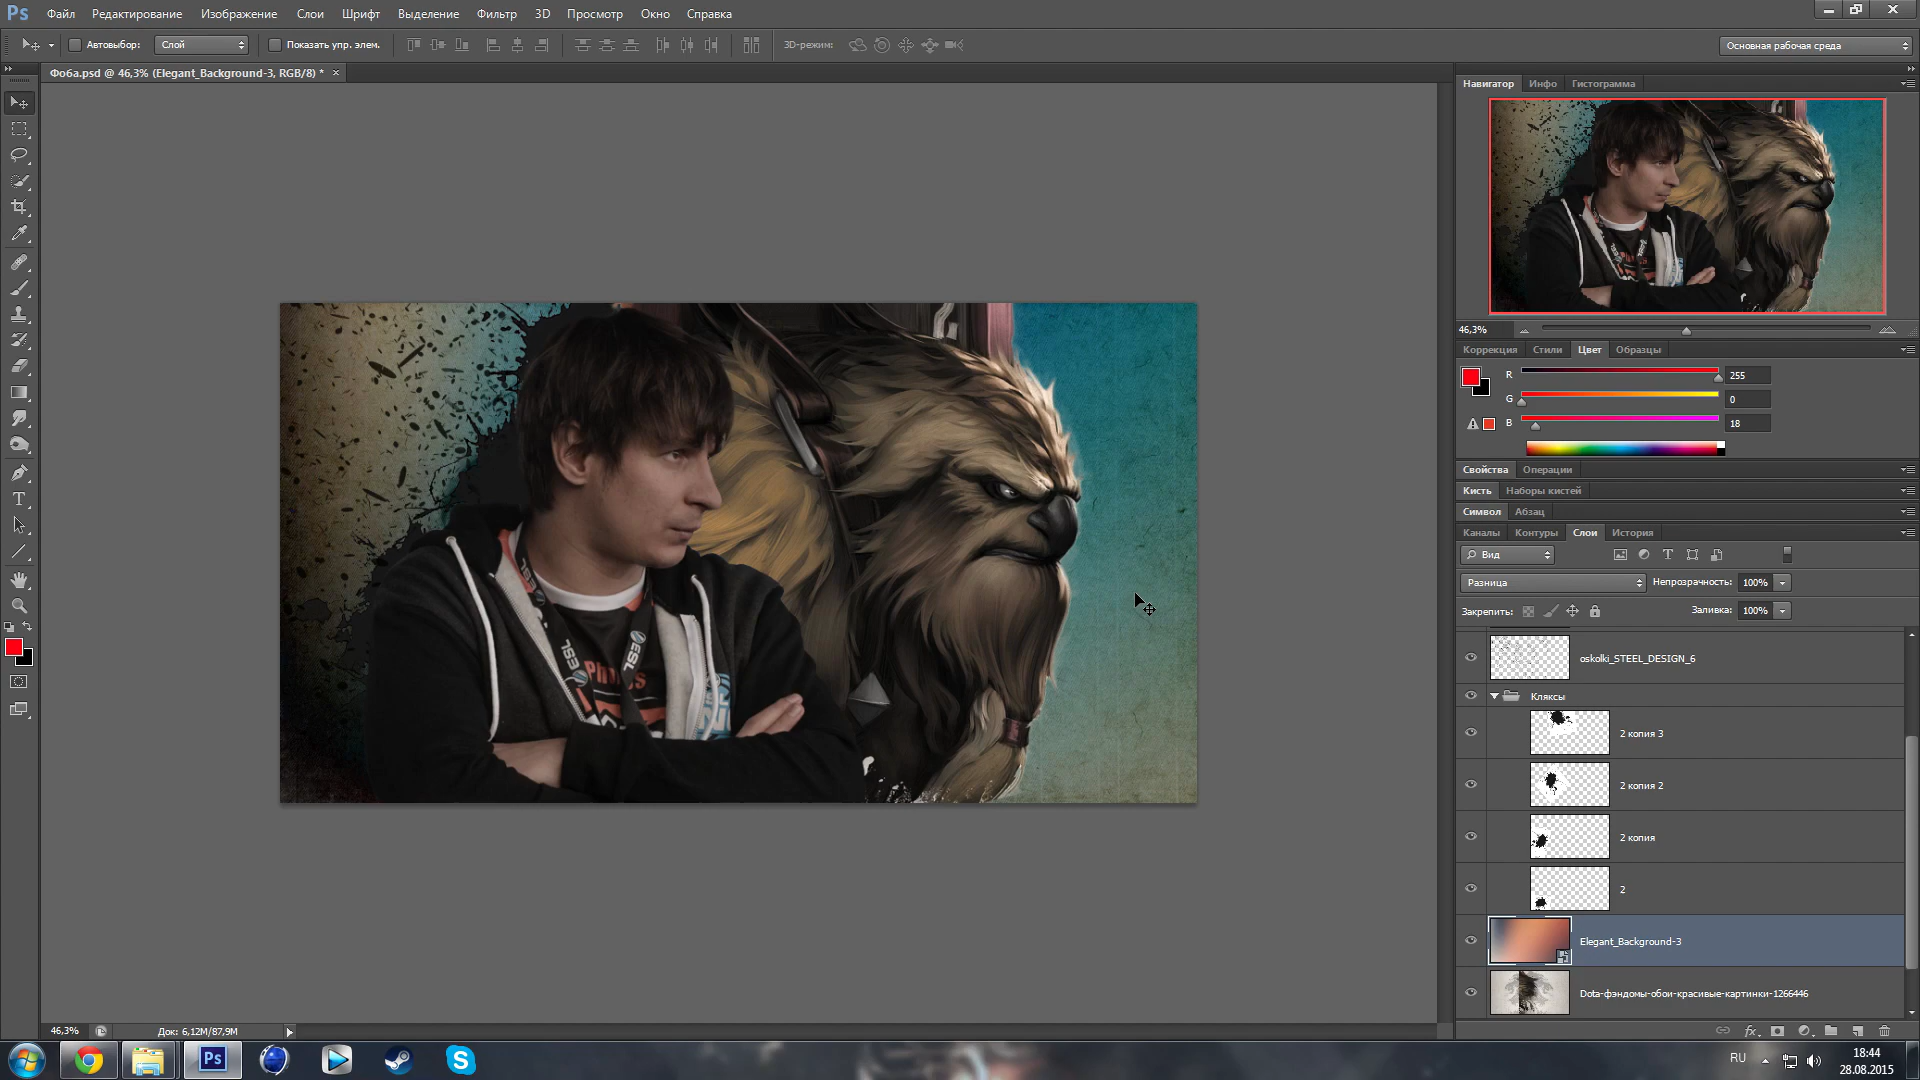 Ps Файл Редактирование Изображение Слои Шрифт Выделение Фильтр 3D Просмотр Окно Справка
Автовыбор: Слой Показать упр. элем. 3D-режим: Основная рабочая среда
Фоба.psd @ 46,3% (Elegant_Background-3, RGB/8) * ×
Навигатор Инфо Гистограмма
46,3%
Коррекция Стили Цвет Образцы
R 255
G 0
B 18
Свойства Операции
Кисть Наборы кистей
Символ Абзац
Каналы Контуры Слои История
Вид
Разница Непрозрачность: 100%
Закрепить: Заливка: 100%
oskolki_STEEL_DESIGN_6
Кляксы
2 копия 3
2 копия 2
2 копия
2
Elegant_Background-3
Dota-фэндомы-обои-красивые-картинки-1266446
ESL
ESL
46,3% Док: 6,12M/87,9M
Ps
RU
18:44
28.08.2015